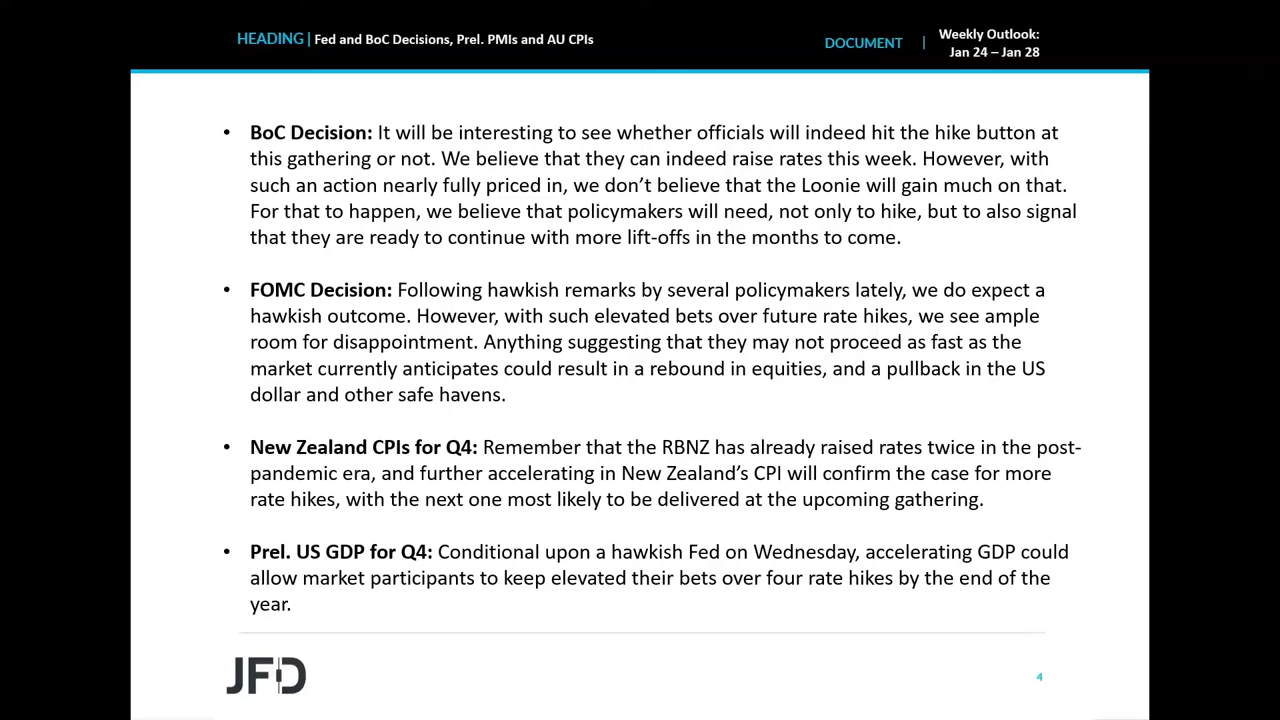 HEADING | Fed and BoC Decisions, Prel. PMIs and AU CPIs
DOCUMENT |
Weekly Outlook:
Jan 24 – Jan 28
• BoC Decision: It will be interesting to see whether officials will indeed hit the hike button at
this gathering or not. We believe that they can indeed raise rates this week. However, with
such an action nearly fully priced in, we don’t believe that the Loonie will gain much on that.
For that to happen, we believe that policymakers will need, not only to hike, but to also signal
that they are ready to continue with more lift-offs in the months to come.
• FOMC Decision: Following hawkish remarks by several policymakers lately, we do expect a
hawkish outcome. However, with such elevated bets over future rate hikes, we see ample
room for disappointment. Anything suggesting that they may not proceed as fast as the
market currently anticipates could result in a rebound in equities, and a pullback in the US
dollar and other safe havens.
• New Zealand CPIs for Q4: Remember that the RBNZ has already raised rates twice in the post-
pandemic era, and further accelerating in New Zealand’s CPI will confirm the case for more
rate hikes, with the next one most likely to be delivered at the upcoming gathering.
• Prel. US GDP for Q4: Conditional upon a hawkish Fed on Wednesday, accelerating GDP could
allow market participants to keep elevated their bets over four rate hikes by the end of the
year.
JFD
4